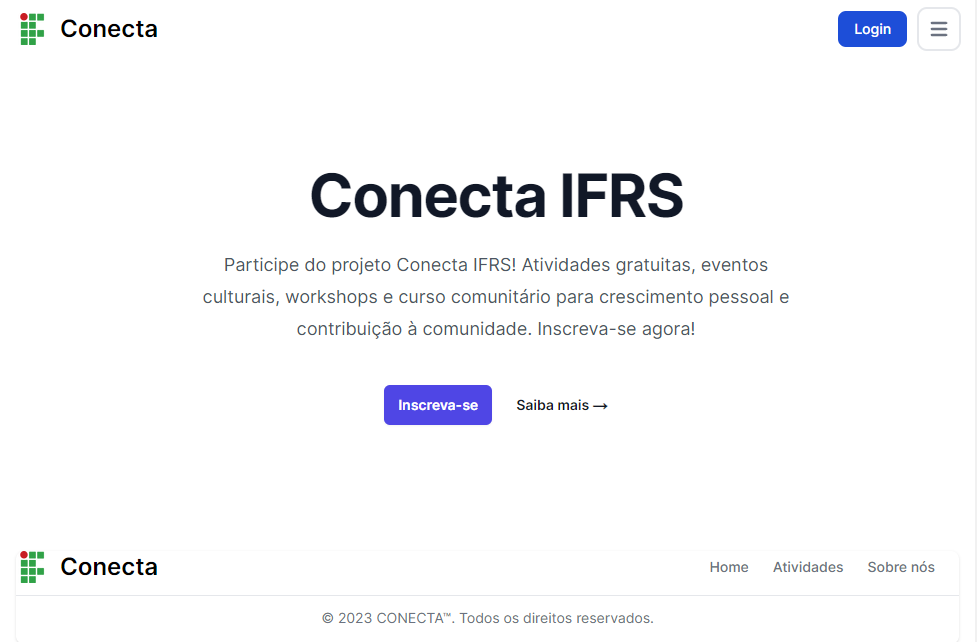 Conecta
Login
Conecta IFRS
Participe do projeto Conecta IFRS! Atividades gratuitas, eventos
culturais, workshops e curso comunitário para crescimento pessoal e
contribuição à comunidade. Inscreva-se agora!
Inscreva-se
Saiba mais →
Conecta
Home
Atividades
Sobre nós
© 2023 CONECTA™. Todos os direitos reservados.